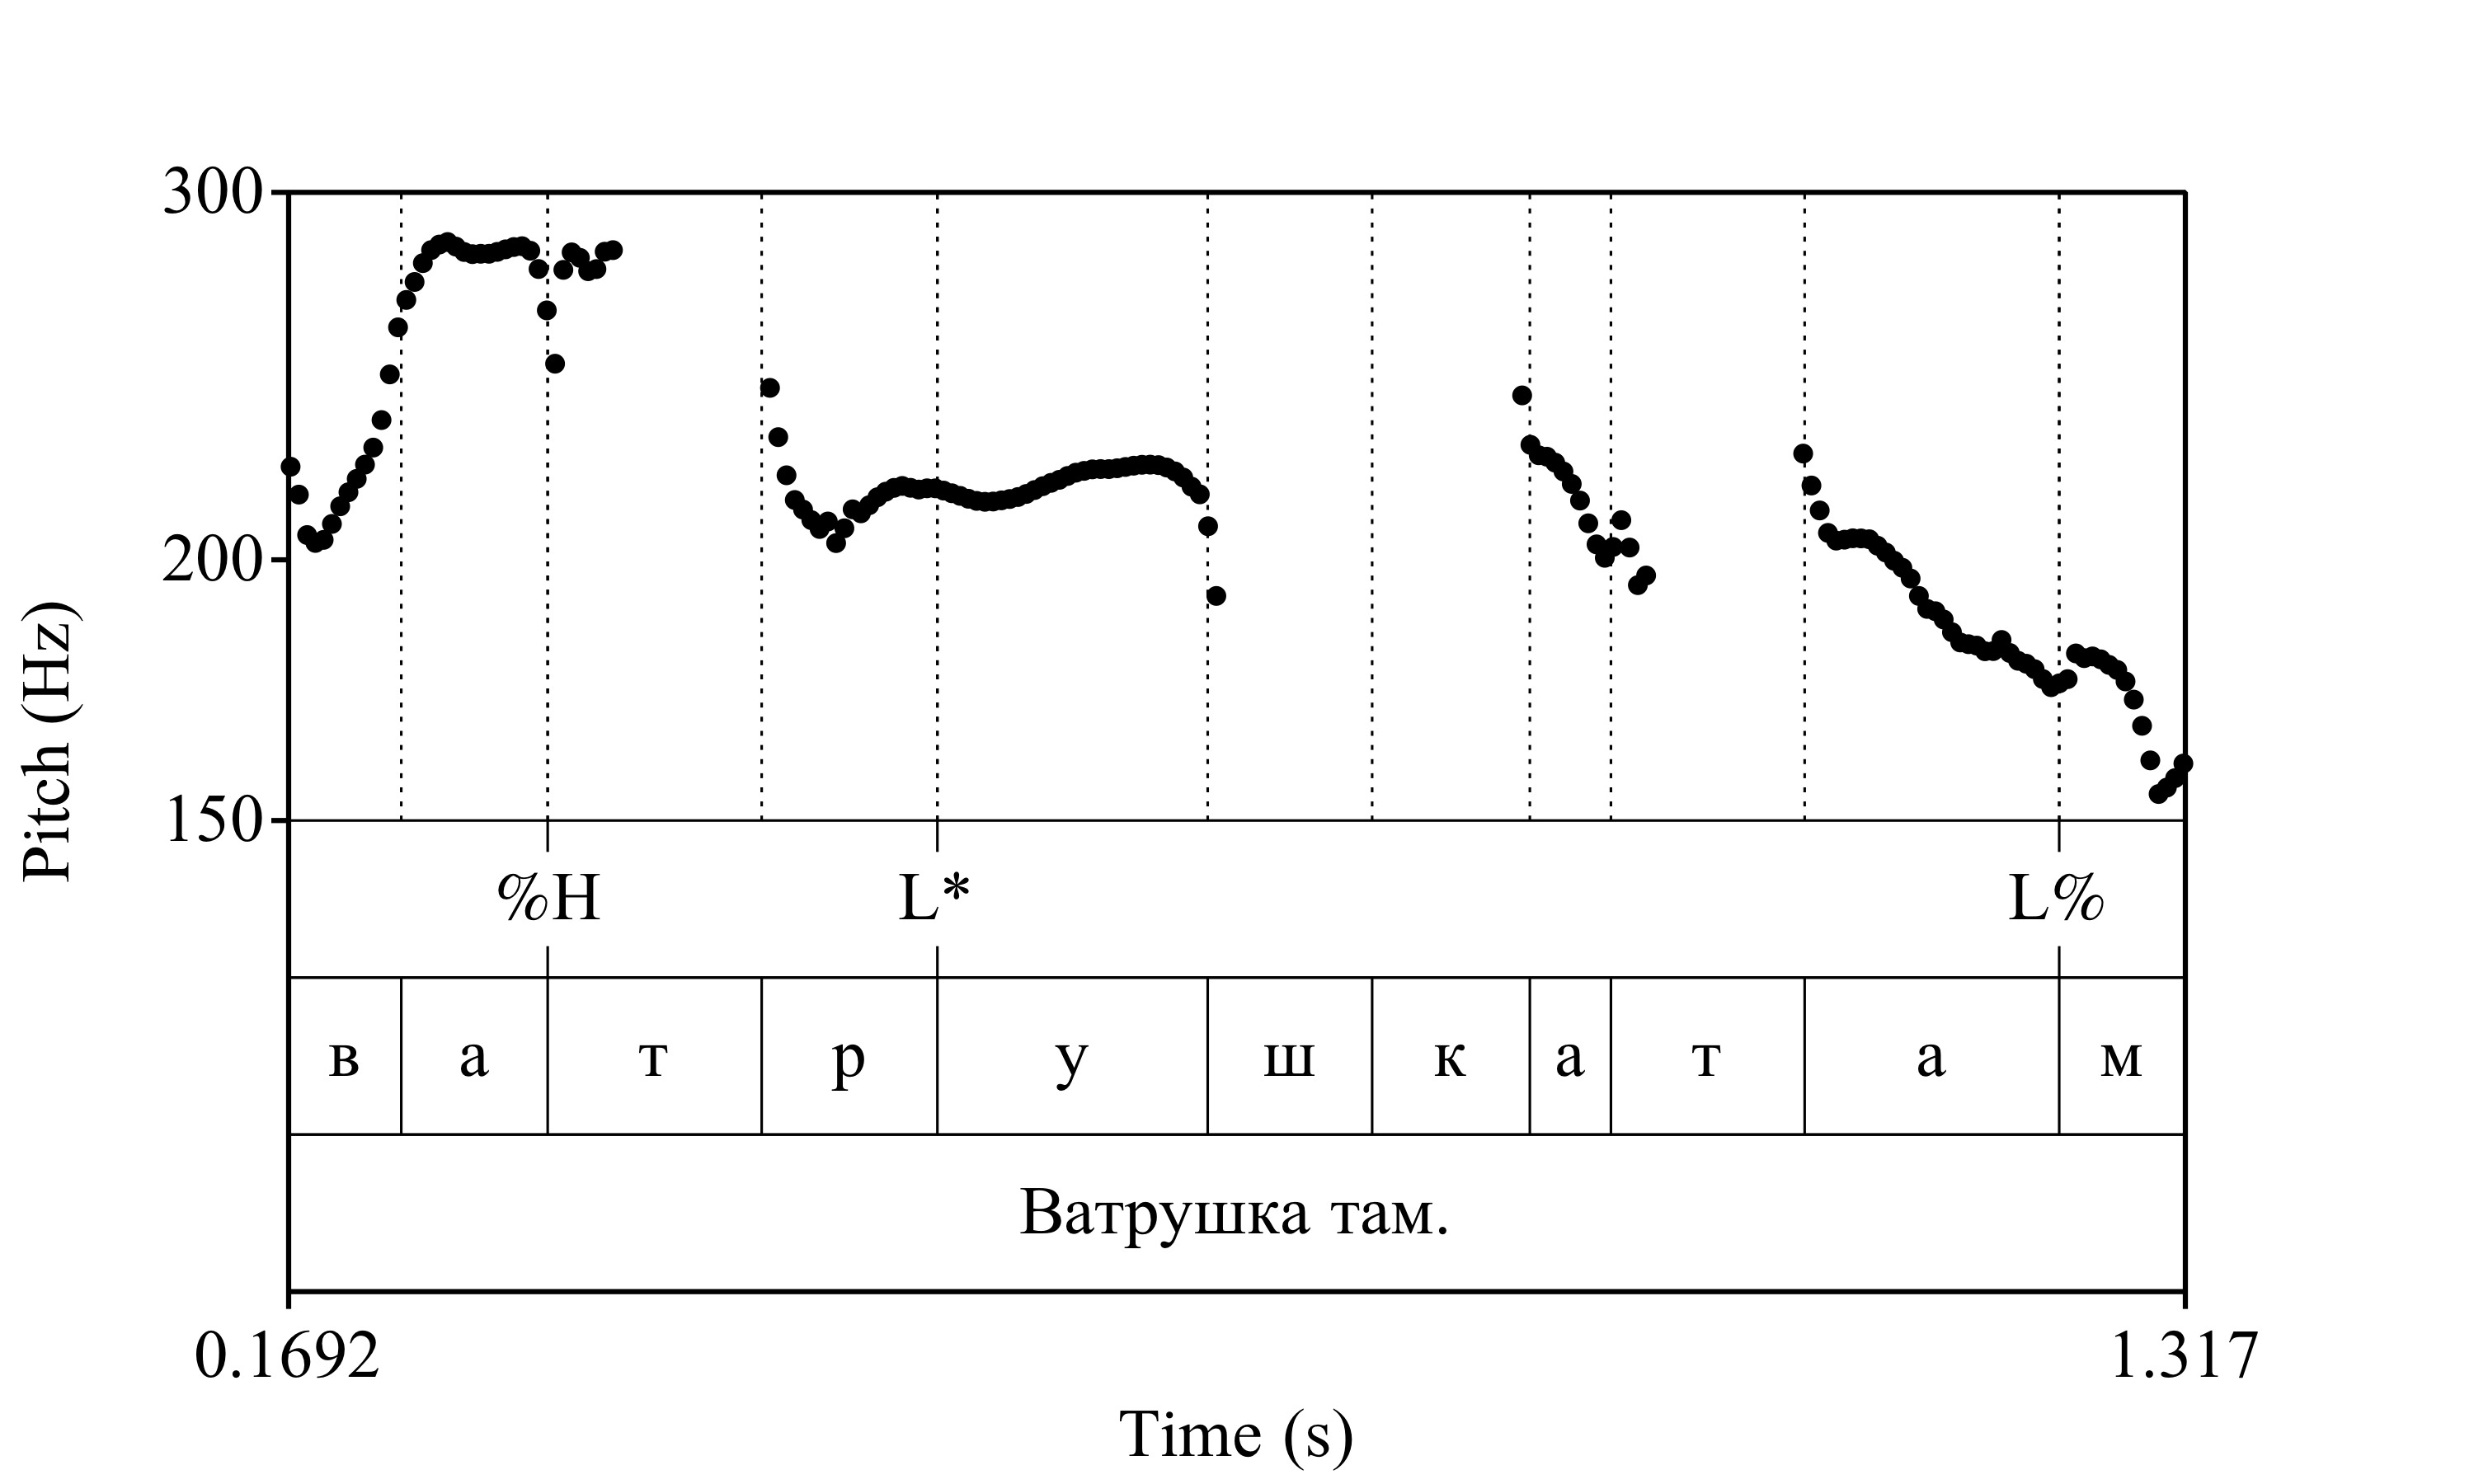 300
200
150
Pitch (Hz)
%H L* L%
в а т р у ш к а т а м
Ватрушка там.
0.1692 1.317
Time (s)